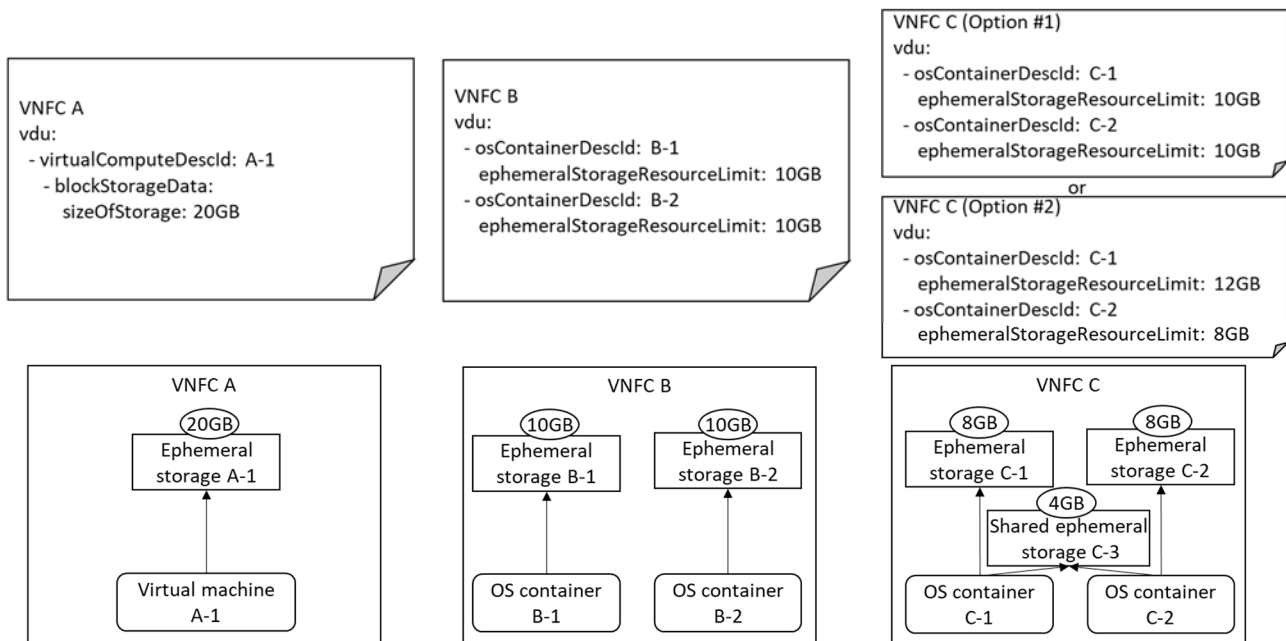 VNFC A
vdu:
- virtualComputeDescId: A-1
- blockStorageData:
sizeOfStorage: 20GB
VNFC B
vdu:
- osContainerDescId: B-1
ephemeralStorageResourceLimit: 10GB
- osContainerDescId: B-2
ephemeralStorageResourceLimit: 10GB
VNFC C (Option #1)
vdu:
- osContainerDescId: C-1
ephemeralStorageResourceLimit: 10GB
- osContainerDescId: C-2
ephemeralStorageResourceLimit: 10GB
or
VNFC C (Option #2)
vdu:
- osContainerDescId: C-1
ephemeralStorageResourceLimit: 12GB
- osContainerDescId: C-2
ephemeralStorageResourceLimit: 8GB
VNFC A
20GB
Ephemeral
storage A-1
Virtual machine
A-1
VNFC B
10GB
Ephemeral
storage B-1
10GB
Ephemeral
storage B-2
OS container
B-1
OS container
B-2
VNFC C
8GB
Ephemeral
storage C-1
8GB
Ephemeral
storage C-2
4GB
Shared ephemeral
storage C-3
OS container
C-1
OS container
C-2